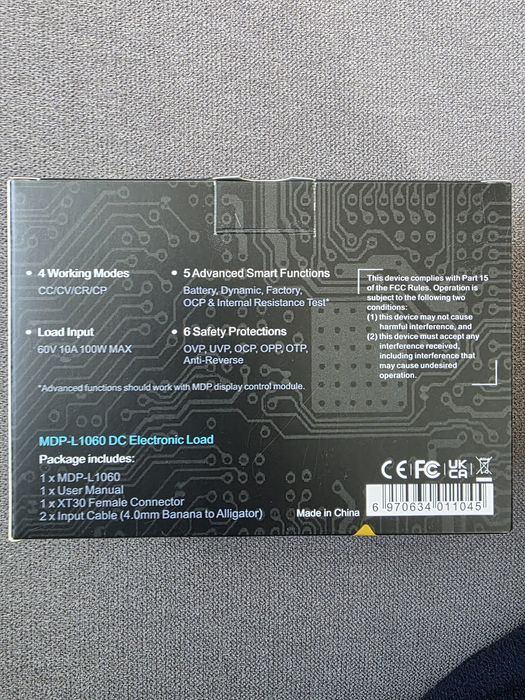 • 4 Working Modes
CC/CV/CR/CP
• Load Input
60V 10A 100W MAX
• 5 Advanced Smart Functions
Battery, Dynamic, Factory,
OCP & Internal Resistance Test*
• 6 Safety Protections
OVP, UVP, OCP, OPP, OTP,
Anti-Reverse
*Advanced functions should work with MDP display control module.
This device complies with Part 15
of the FCC Rules. Operation is
subject to the following two
conditions:
(1) this device may not cause
harmful interference, and
(2) this device must accept any
interference received,
including interference that
may cause undesired
operation.
MDP-L1060 DC Electronic Load
Package includes:
1 x MDP-L1060
1 x User Manual
1 x XT30 Female Connector
2 x Input Cable (4.0mm Banana to Alligator)
CE FC UK CA
Made in China
6 970634 011045